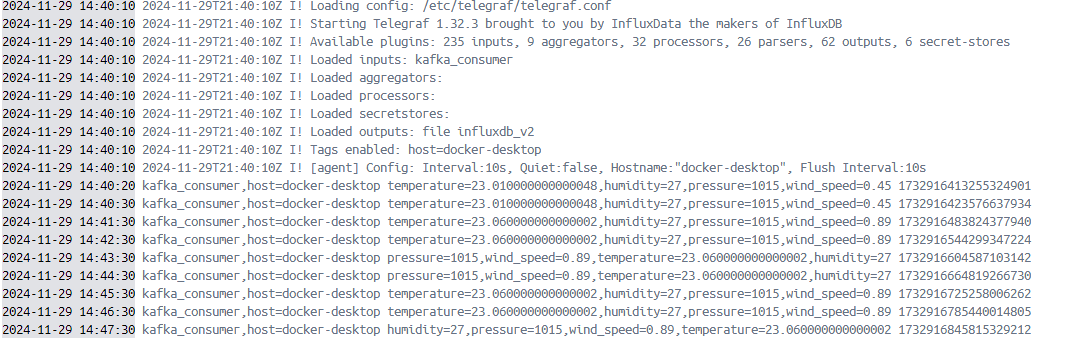 2024-11-29 14:40:10 2024-11-29T21:40:10Z I! Loading config: /etc/telegraf/telegraf.conf
2024-11-29 14:40:10 2024-11-29T21:40:10Z I! Starting Telegraf 1.32.3 brought to you by InfluxData the makers of InfluxDB
2024-11-29 14:40:10 2024-11-29T21:40:10Z I! Available plugins: 235 inputs, 9 aggregators, 32 processors, 26 parsers, 62 outputs, 6 secret-stores
2024-11-29 14:40:10 2024-11-29T21:40:10Z I! Loaded inputs: kafka_consumer
2024-11-29 14:40:10 2024-11-29T21:40:10Z I! Loaded aggregators:
2024-11-29 14:40:10 2024-11-29T21:40:10Z I! Loaded processors:
2024-11-29 14:40:10 2024-11-29T21:40:10Z I! Loaded secretstores:
2024-11-29 14:40:10 2024-11-29T21:40:10Z I! Loaded outputs: file influxdb_v2
2024-11-29 14:40:10 2024-11-29T21:40:10Z I! Tags enabled: host=docker-desktop
2024-11-29 14:40:10 2024-11-29T21:40:10Z I! [agent] Config: Interval:10s, Quiet:false, Hostname:"docker-desktop", Flush Interval:10s
2024-11-29 14:40:20 kafka_consumer,host=docker-desktop temperature=23.010000000000048,humidity=27,pressure=1015,wind_speed=0.45 1732916413255324901
2024-11-29 14:40:30 kafka_consumer,host=docker-desktop temperature=23.010000000000048,humidity=27,pressure=1015,wind_speed=0.45 1732916423576637934
2024-11-29 14:41:30 kafka_consumer,host=docker-desktop temperature=23.060000000000002,humidity=27,pressure=1015,wind_speed=0.89 1732916483824377940
2024-11-29 14:42:30 kafka_consumer,host=docker-desktop temperature=23.060000000000002,humidity=27,pressure=1015,wind_speed=0.89 1732916544299347224
2024-11-29 14:43:30 kafka_consumer,host=docker-desktop pressure=1015,wind_speed=0.89,temperature=23.060000000000002,humidity=27 1732916604587103142
2024-11-29 14:44:30 kafka_consumer,host=docker-desktop pressure=1015,wind_speed=0.89,temperature=23.060000000000002,humidity=27 1732916664819266730
2024-11-29 14:45:30 kafka_consumer,host=docker-desktop temperature=23.060000000000002,humidity=27,pressure=1015,wind_speed=0.89 1732916725258006262
2024-11-29 14:46:30 kafka_consumer,host=docker-desktop temperature=23.060000000000002,humidity=27,pressure=1015,wind_speed=0.89 1732916785440014805
2024-11-29 14:47:30 kafka_consumer,host=docker-desktop humidity=27,pressure=1015,wind_speed=0.89,temperature=23.060000000000002 1732916845815329212